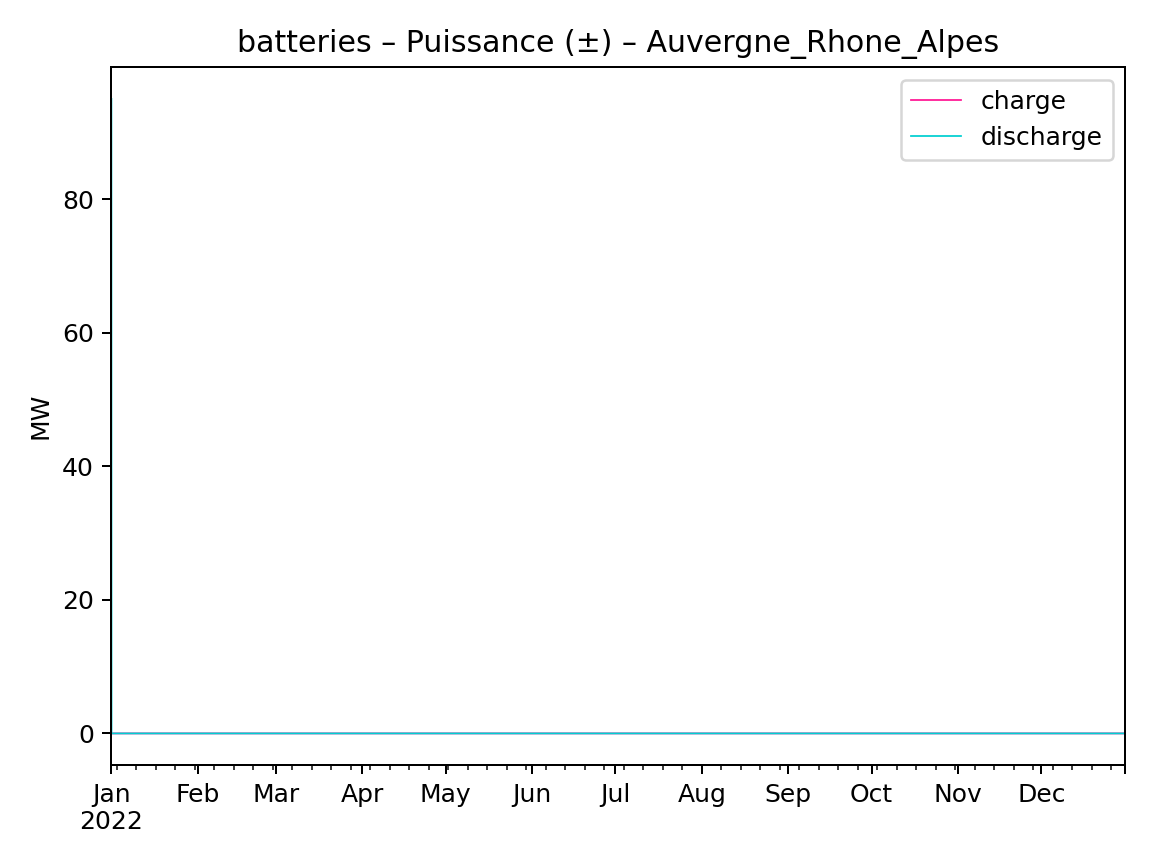 batteries – Puissance (±) – Auvergne_Rhone_Alpes
charge
discharge
80
60
40
20
0
MW
Jan Feb Mar Apr May Jun Jul Aug Sep Oct Nov Dec
2022